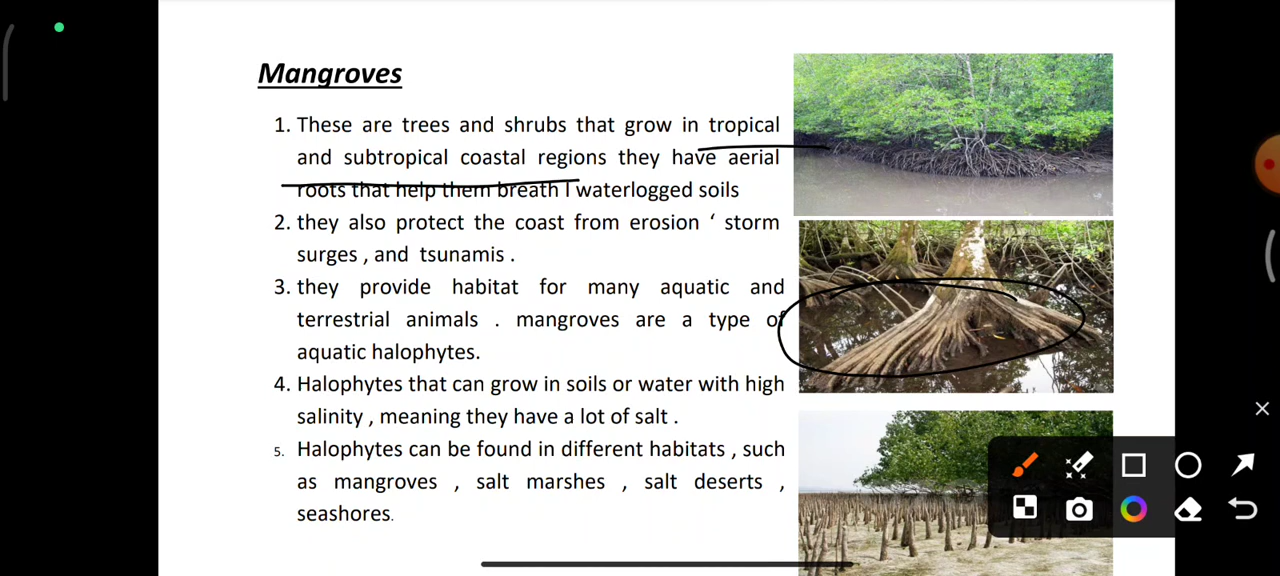 Mangroves
1. These are trees and shrubs that grow in tropical
and subtropical coastal regions they have aerial
roots that help them breath I waterlogged soils
2. they also protect the coast from erosion ‘ storm
surges , and tsunamis .
3. they provide habitat for many aquatic and
terrestrial animals . mangroves are a type of
aquatic halophytes.
4. Halophytes that can grow in soils or water with high
salinity , meaning they have a lot of salt .
5. Halophytes can be found in different habitats , such
as mangroves , salt marshes , salt deserts ,
seashores.